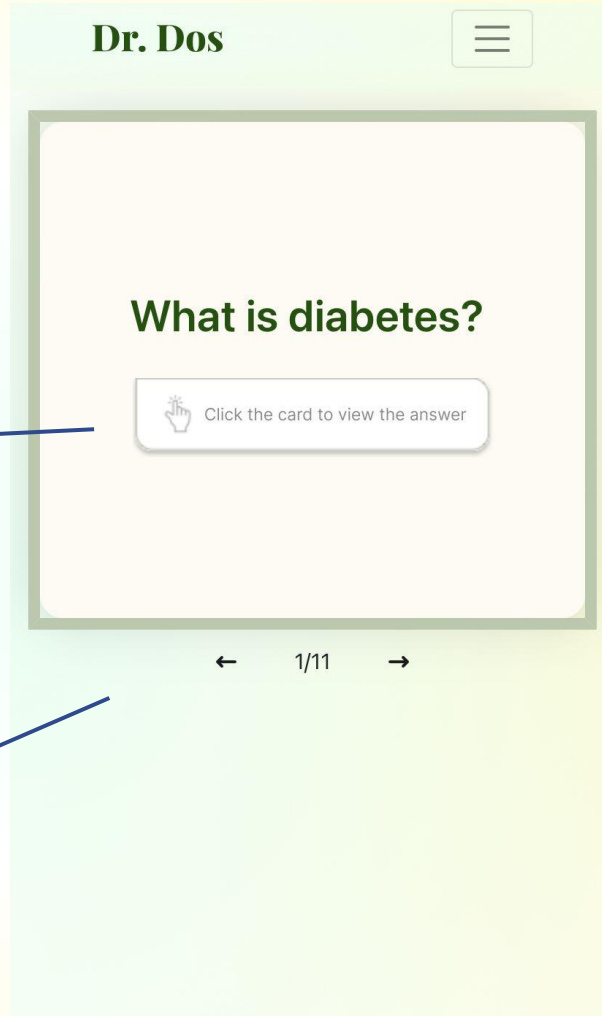 Dr. Dos
What is diabetes?
Click the card to view the answer
← 1/11 →